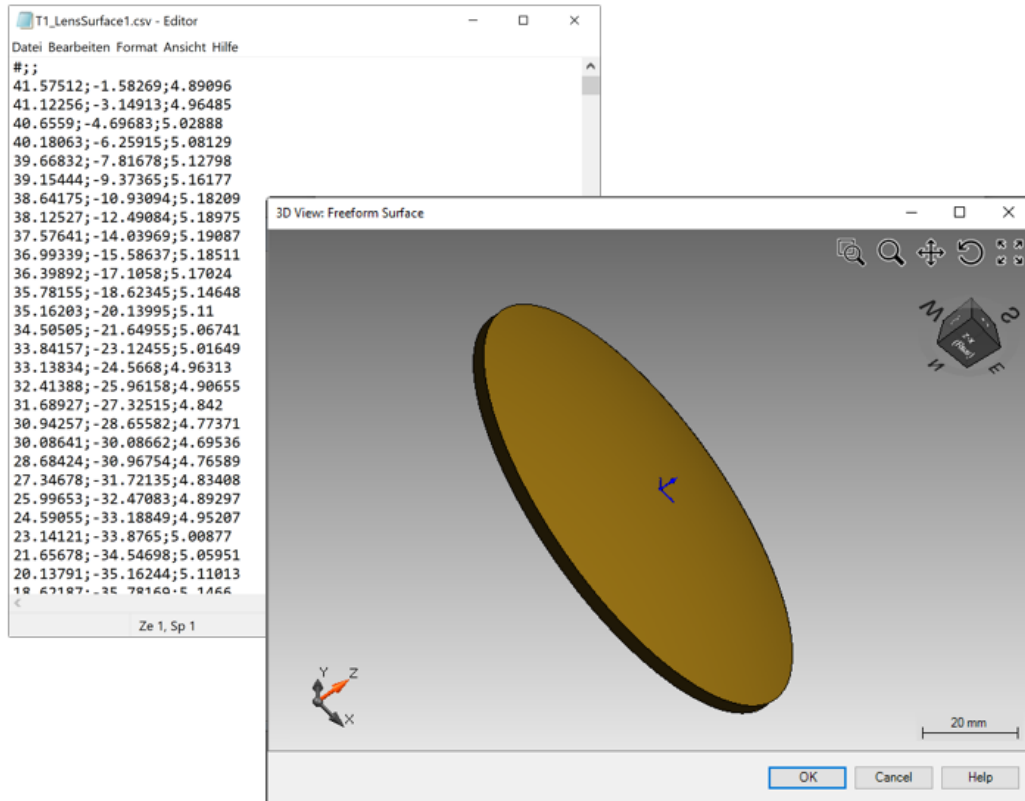 T1_LensSurface1.csv - Editor
Datei Bearbeiten Format Ansicht Hilfe
#;;
41.57512;-1.58269;4.89096
41.12256;-3.14913;4.96485
40.6559;-4.69683;5.02888
40.18063;-6.25915;5.08129
39.66832;-7.81678;5.12798
39.15444;-9.37365;5.16177
38.64175;-10.93094;5.18209
38.12527;-12.49084;5.18975
37.57641;-14.03969;5.19087
36.99339;-15.58637;5.18511
36.39892;-17.1058;5.17024
35.78155;-18.62345;5.14648
35.16203;-20.13995;5.11
34.50505;-21.64955;5.06741
33.84157;-23.12455;5.01649
33.13834;-24.5668;4.96313
32.41388;-25.96158;4.90655
31.68927;-27.32515;4.842
30.94257;-28.65582;4.77371
30.08641;-30.08662;4.69536
28.68424;-30.96754;4.76589
27.34678;-31.72135;4.83408
25.99653;-32.47083;4.89297
24.59055;-33.18849;4.95207
23.14121;-33.8765;5.00877
21.65678;-34.54698;5.05951
20.13791;-35.16244;5.11013
18.62187;-35.78169;5.1466
Ze 1, Sp 1
3D View: Freeform Surface
W
S
Z-X
N
E
Y
Z
X
20 mm
OK
Cancel
Help